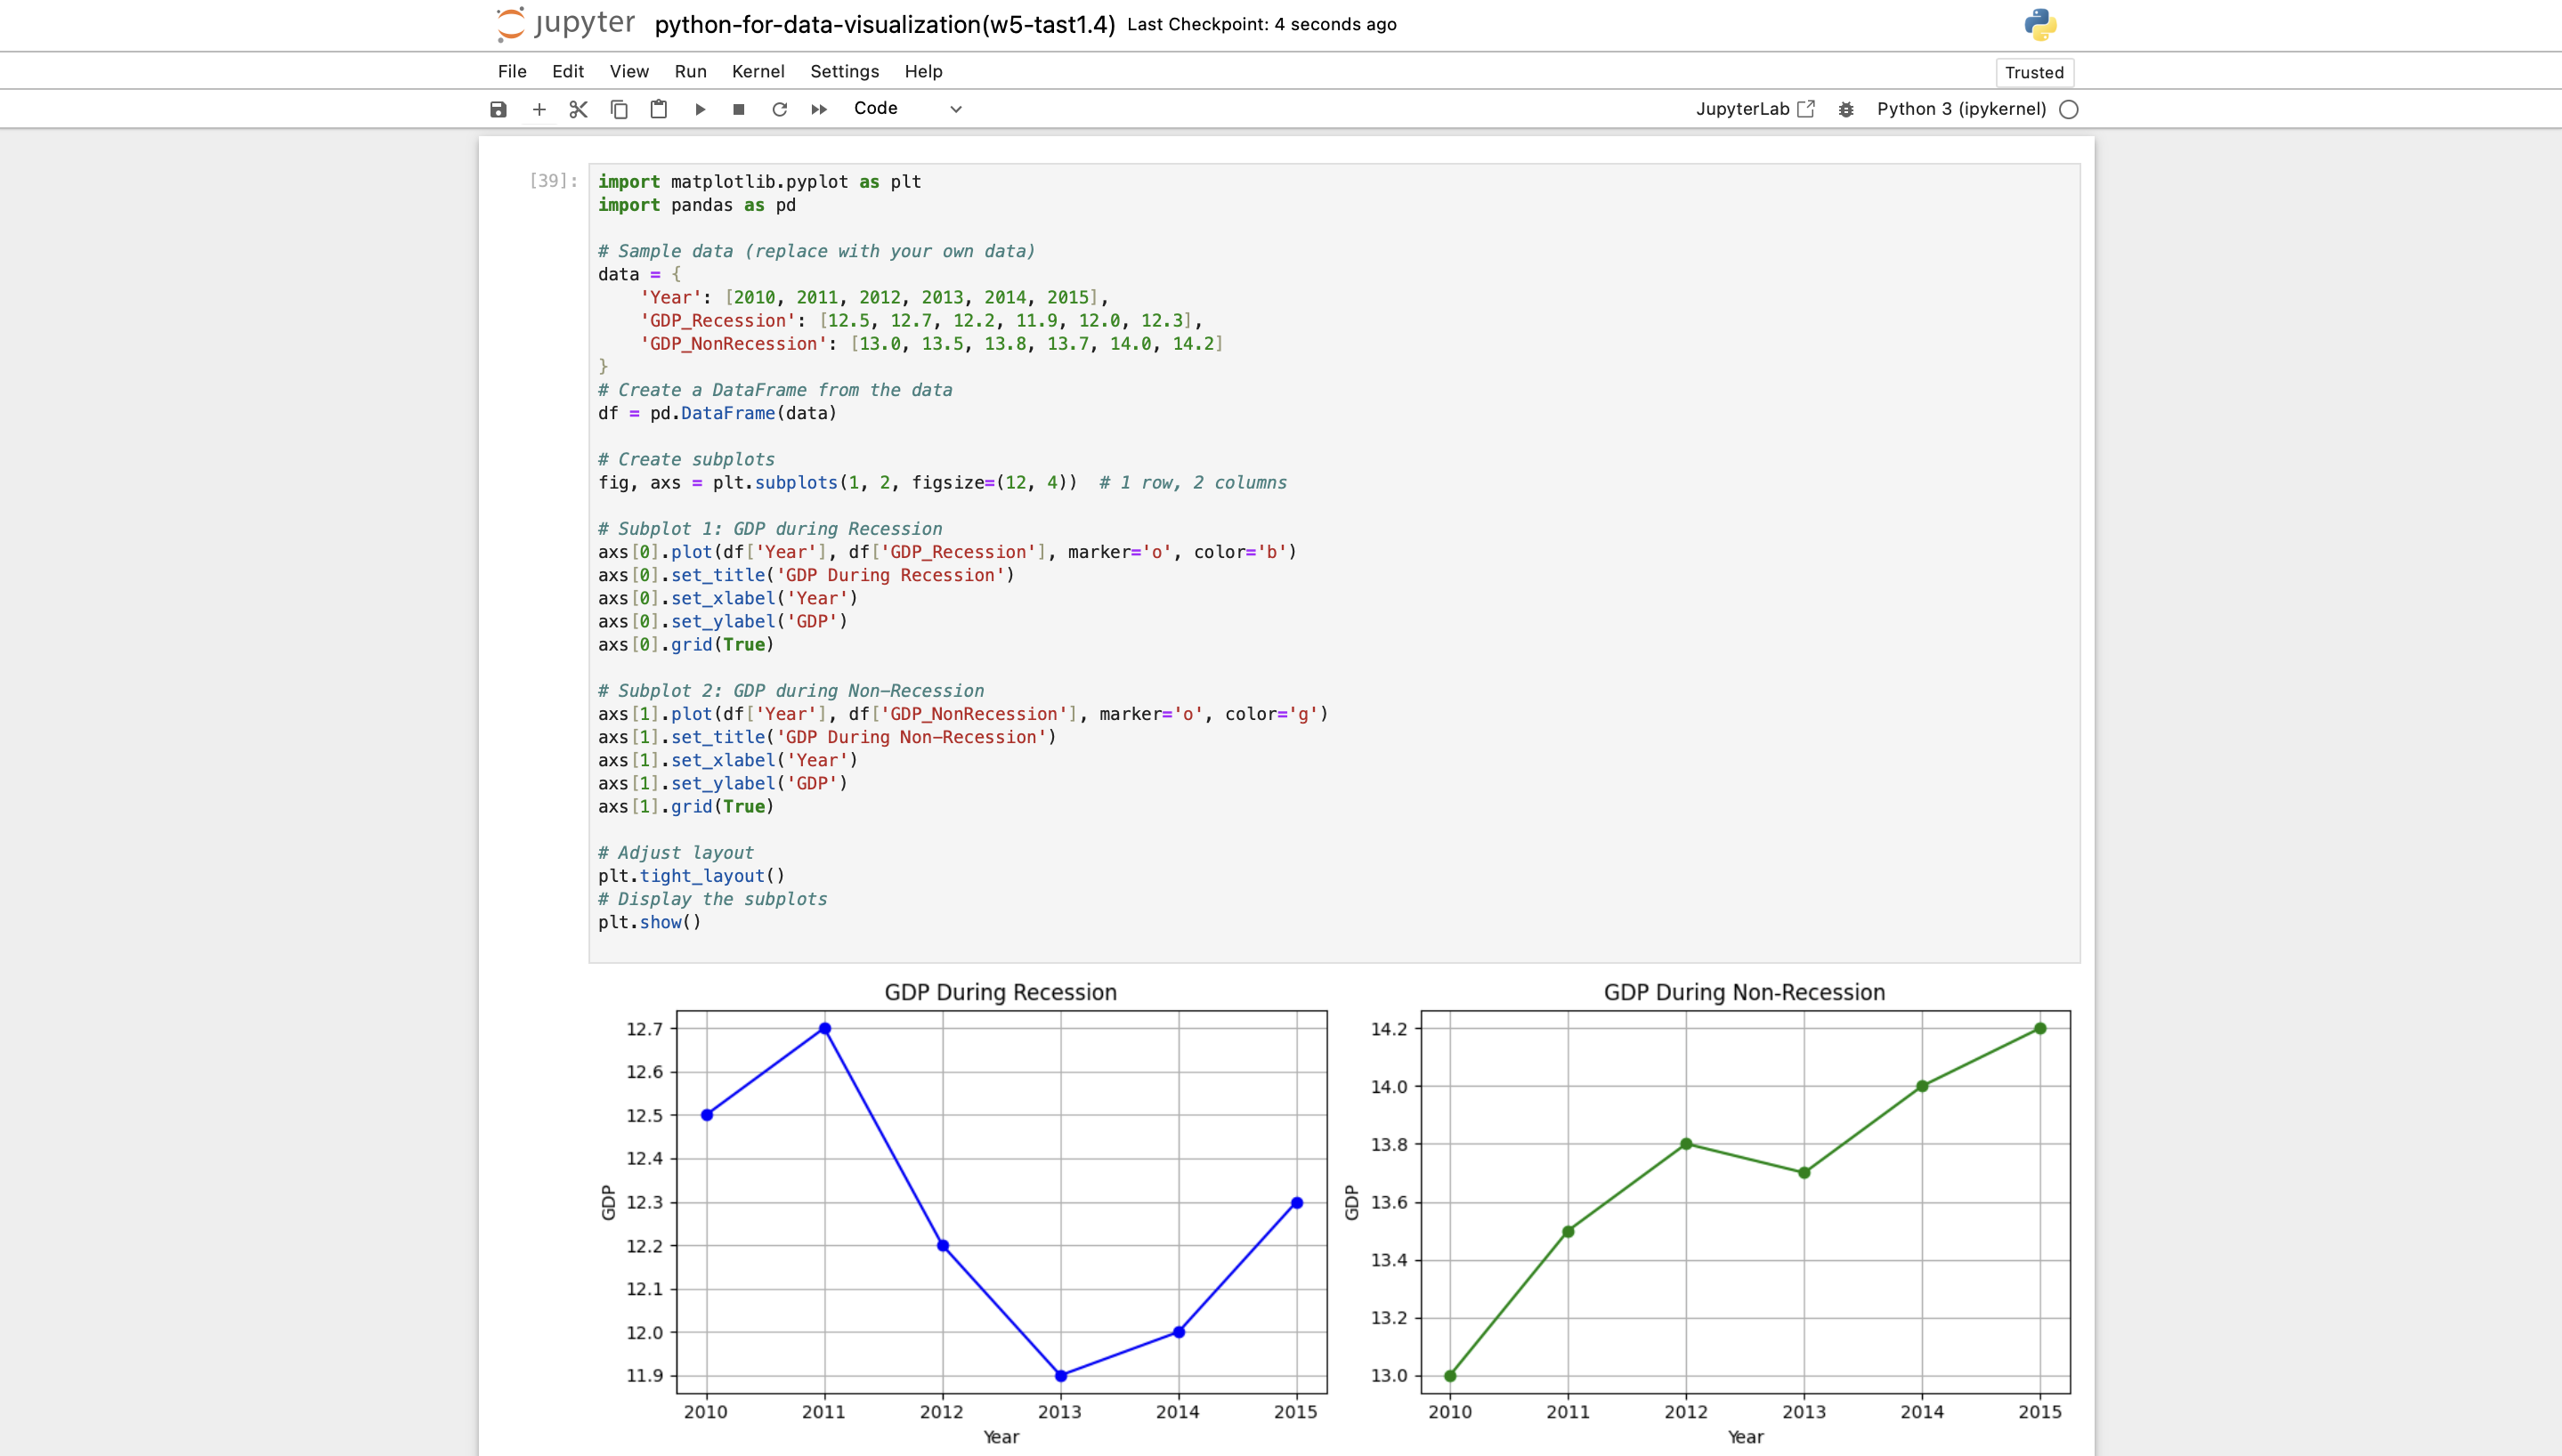 jupyter python-for-data-visualization(w5-tast1.4) Last Checkpoint: 4 seconds ago
File Edit View Run Kernel Settings Help Trusted
Code JupyterLab Python 3 (ipykernel)
[39]:
import matplotlib.pyplot as plt
import pandas as pd
# Sample data (replace with your own data)
data = {
    'Year': [2010, 2011, 2012, 2013, 2014, 2015],
    'GDP_Recession': [12.5, 12.7, 12.2, 11.9, 12.0, 12.3],
    'GDP_NonRecession': [13.0, 13.5, 13.8, 13.7, 14.0, 14.2]
}
# Create a DataFrame from the data
df = pd.DataFrame(data)
# Create subplots
fig, axs = plt.subplots(1, 2, figsize=(12, 4))  # 1 row, 2 columns
# Subplot 1: GDP during Recession
axs[0].plot(df['Year'], df['GDP_Recession'], marker='o', color='b')
axs[0].set_title('GDP During Recession')
axs[0].set_xlabel('Year')
axs[0].set_ylabel('GDP')
axs[0].grid(True)
# Subplot 2: GDP during Non-Recession
axs[1].plot(df['Year'], df['GDP_NonRecession'], marker='o', color='g')
axs[1].set_title('GDP During Non-Recession')
axs[1].set_xlabel('Year')
axs[1].set_ylabel('GDP')
axs[1].grid(True)
# Adjust layout
plt.tight_layout()
# Display the subplots
plt.show()
GDP During Recession
12.7
12.6
12.5
12.4
12.3
12.2
12.1
12.0
11.9
GDP
2010 2011 2012 2013 2014 2015
Year
GDP During Non-Recession
14.2
14.0
13.8
13.6
13.4
13.2
13.0
GDP
2010 2011 2012 2013 2014 2015
Year